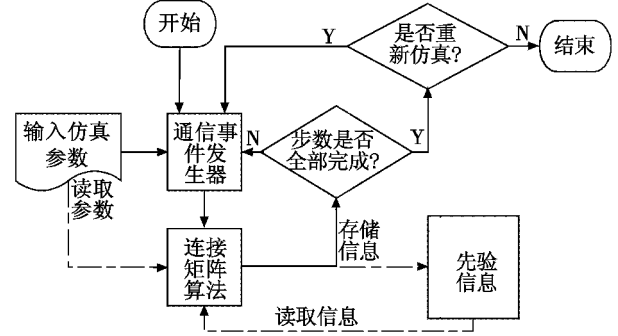 开始
是否重
新仿真?
Y
N
结束
输入仿真
参数
通信事
件发
生器
N
步数是否
全部完成?
Y
读取
参数
连接
矩阵
算法
存储
信息
先验
信息
读取信息